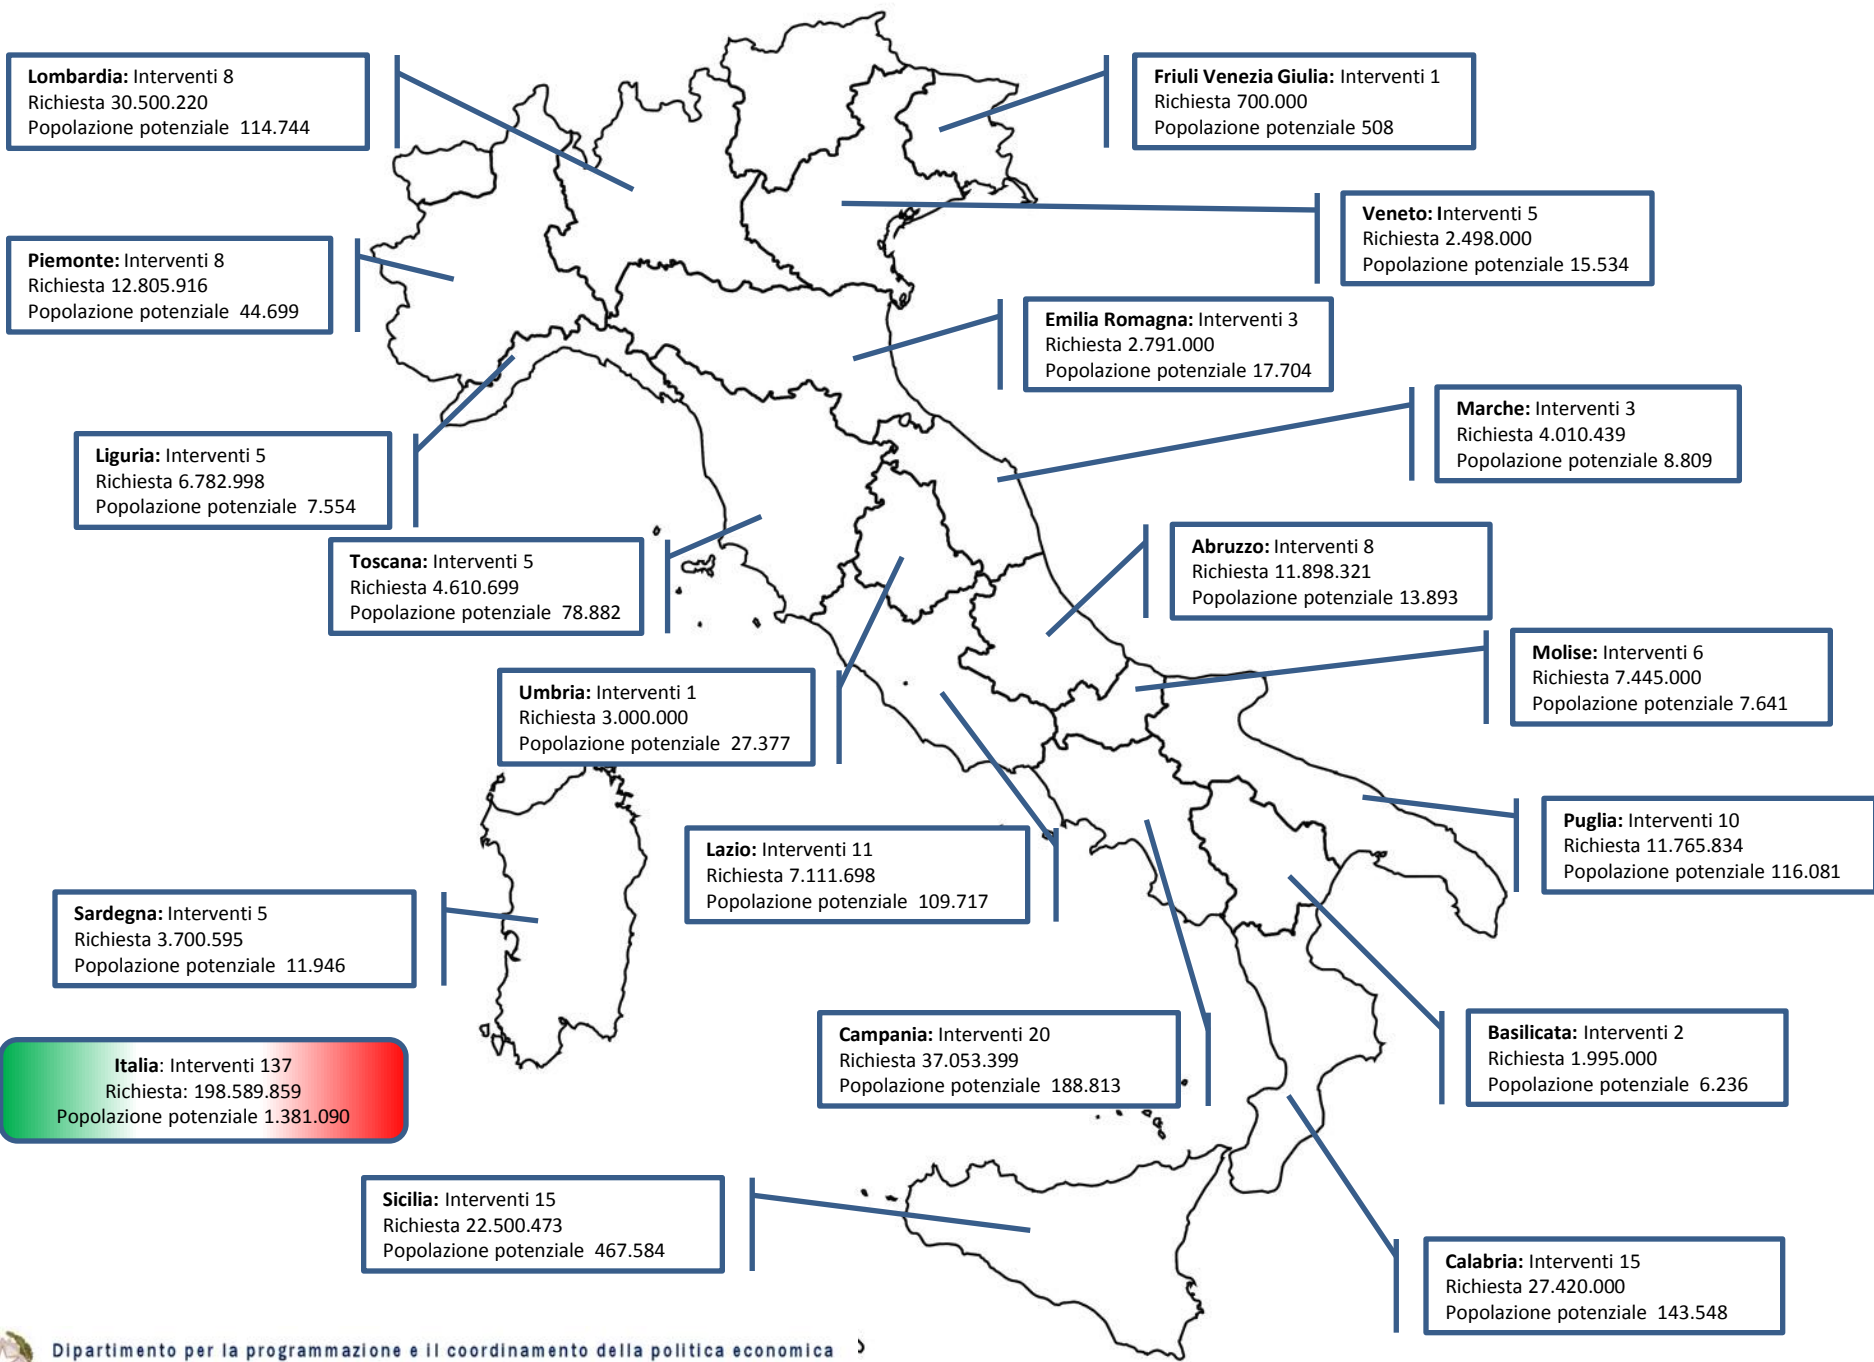 Lombardia: Interventi 8
Richiesta 30.500.220
Popolazione potenziale 114.744
Friuli Venezia Giulia: Interventi 1
Richiesta 700.000
Popolazione potenziale 508
Veneto: Interventi 5
Richiesta 2.498.000
Popolazione potenziale 15.534
Piemonte: Interventi 8
Richiesta 12.805.916
Popolazione potenziale 44.699
Emilia Romagna: Interventi 3
Richiesta 2.791.000
Popolazione potenziale 17.704
Marche: Interventi 3
Richiesta 4.010.439
Popolazione potenziale 8.809
Liguria: Interventi 5
Richiesta 6.782.998
Popolazione potenziale 7.554
Toscana: Interventi 5
Richiesta 4.610.699
Popolazione potenziale 78.882
Abruzzo: Interventi 8
Richiesta 11.898.321
Popolazione potenziale 13.893
Molise: Interventi 6
Richiesta 7.445.000
Popolazione potenziale 7.641
Umbria: Interventi 1
Richiesta 3.000.000
Popolazione potenziale 27.377
Puglia: Interventi 10
Richiesta 11.765.834
Popolazione potenziale 116.081
Lazio: Interventi 11
Richiesta 7.111.698
Popolazione potenziale 109.717
Sardegna: Interventi 5
Richiesta 3.700.595
Popolazione potenziale 11.946
Campania: Interventi 20
Richiesta 37.053.399
Popolazione potenziale 188.813
Basilicata: Interventi 2
Richiesta 1.995.000
Popolazione potenziale 6.236
Italia: Interventi 137
Richiesta: 198.589.859
Popolazione potenziale 1.381.090
Sicilia: Interventi 15
Richiesta 22.500.473
Popolazione potenziale 467.584
Calabria: Interventi 15
Richiesta 27.420.000
Popolazione potenziale 143.548
Dipartimento per la programmazione e il coordinamento della politica economica